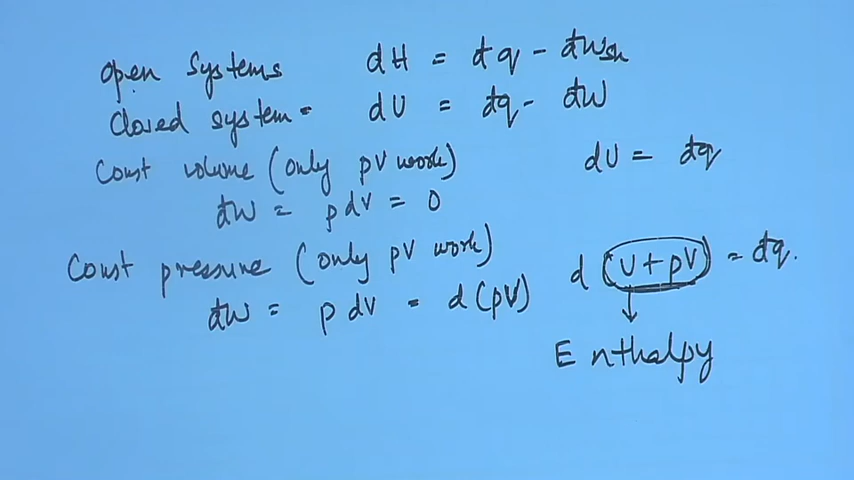 open systems dH = đq - đWsh
Closed system = dU = đq - đW
Const volume (only pV work) dU = đq
đW = pdV = 0
Const pressure (only pV work) d (U + pV) = đq.
đW = p dV = d(pV)
Enthalpy